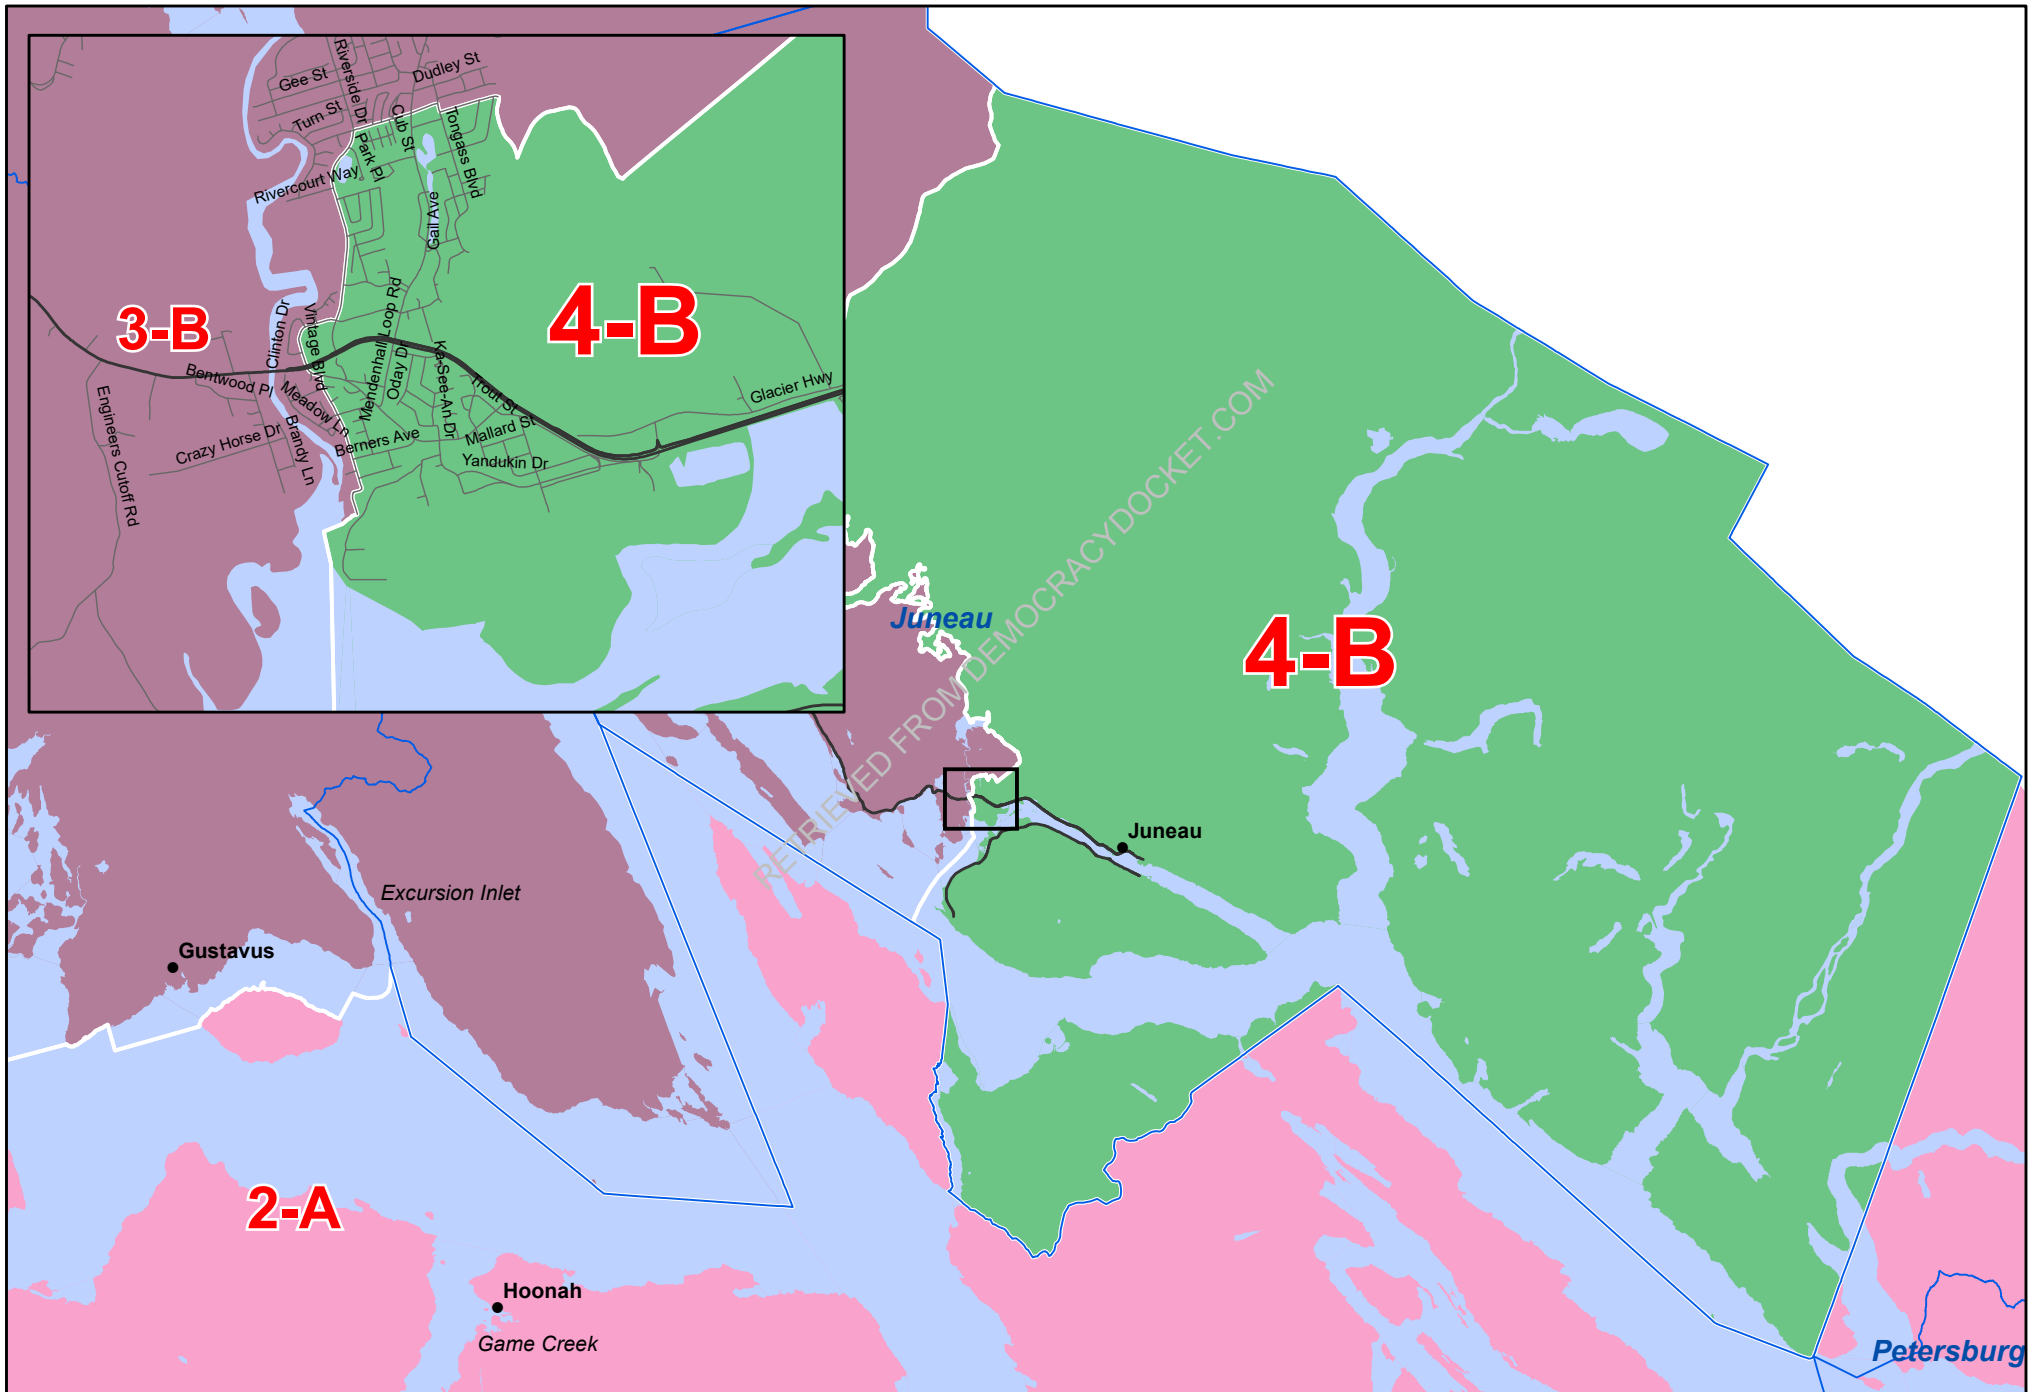 Gee St
Riverside Dr
Dudley St
Turn St
Cub St
Tongass Blvd
Park Pl
Rivercourt Way
Gail Ave
3-B
4-B
Clinton Dr
Vintage Blvd
Mendenhall Loop Rd
Oday Dr
Ka-See-An Dr
Trout St
Glacier Hwy
Bentwood Pl
Meadow Ln
Engineers Cutoff Rd
Crazy Horse Dr
Brandy Ln
Berners Ave
Mallard St
Yandukin Dr
RETRIEVED FROM DEMOCRACYDOCKET.COM
Juneau
4-B
Juneau
Excursion Inlet
Gustavus
2-A
Hoonah
Game Creek
Petersburg